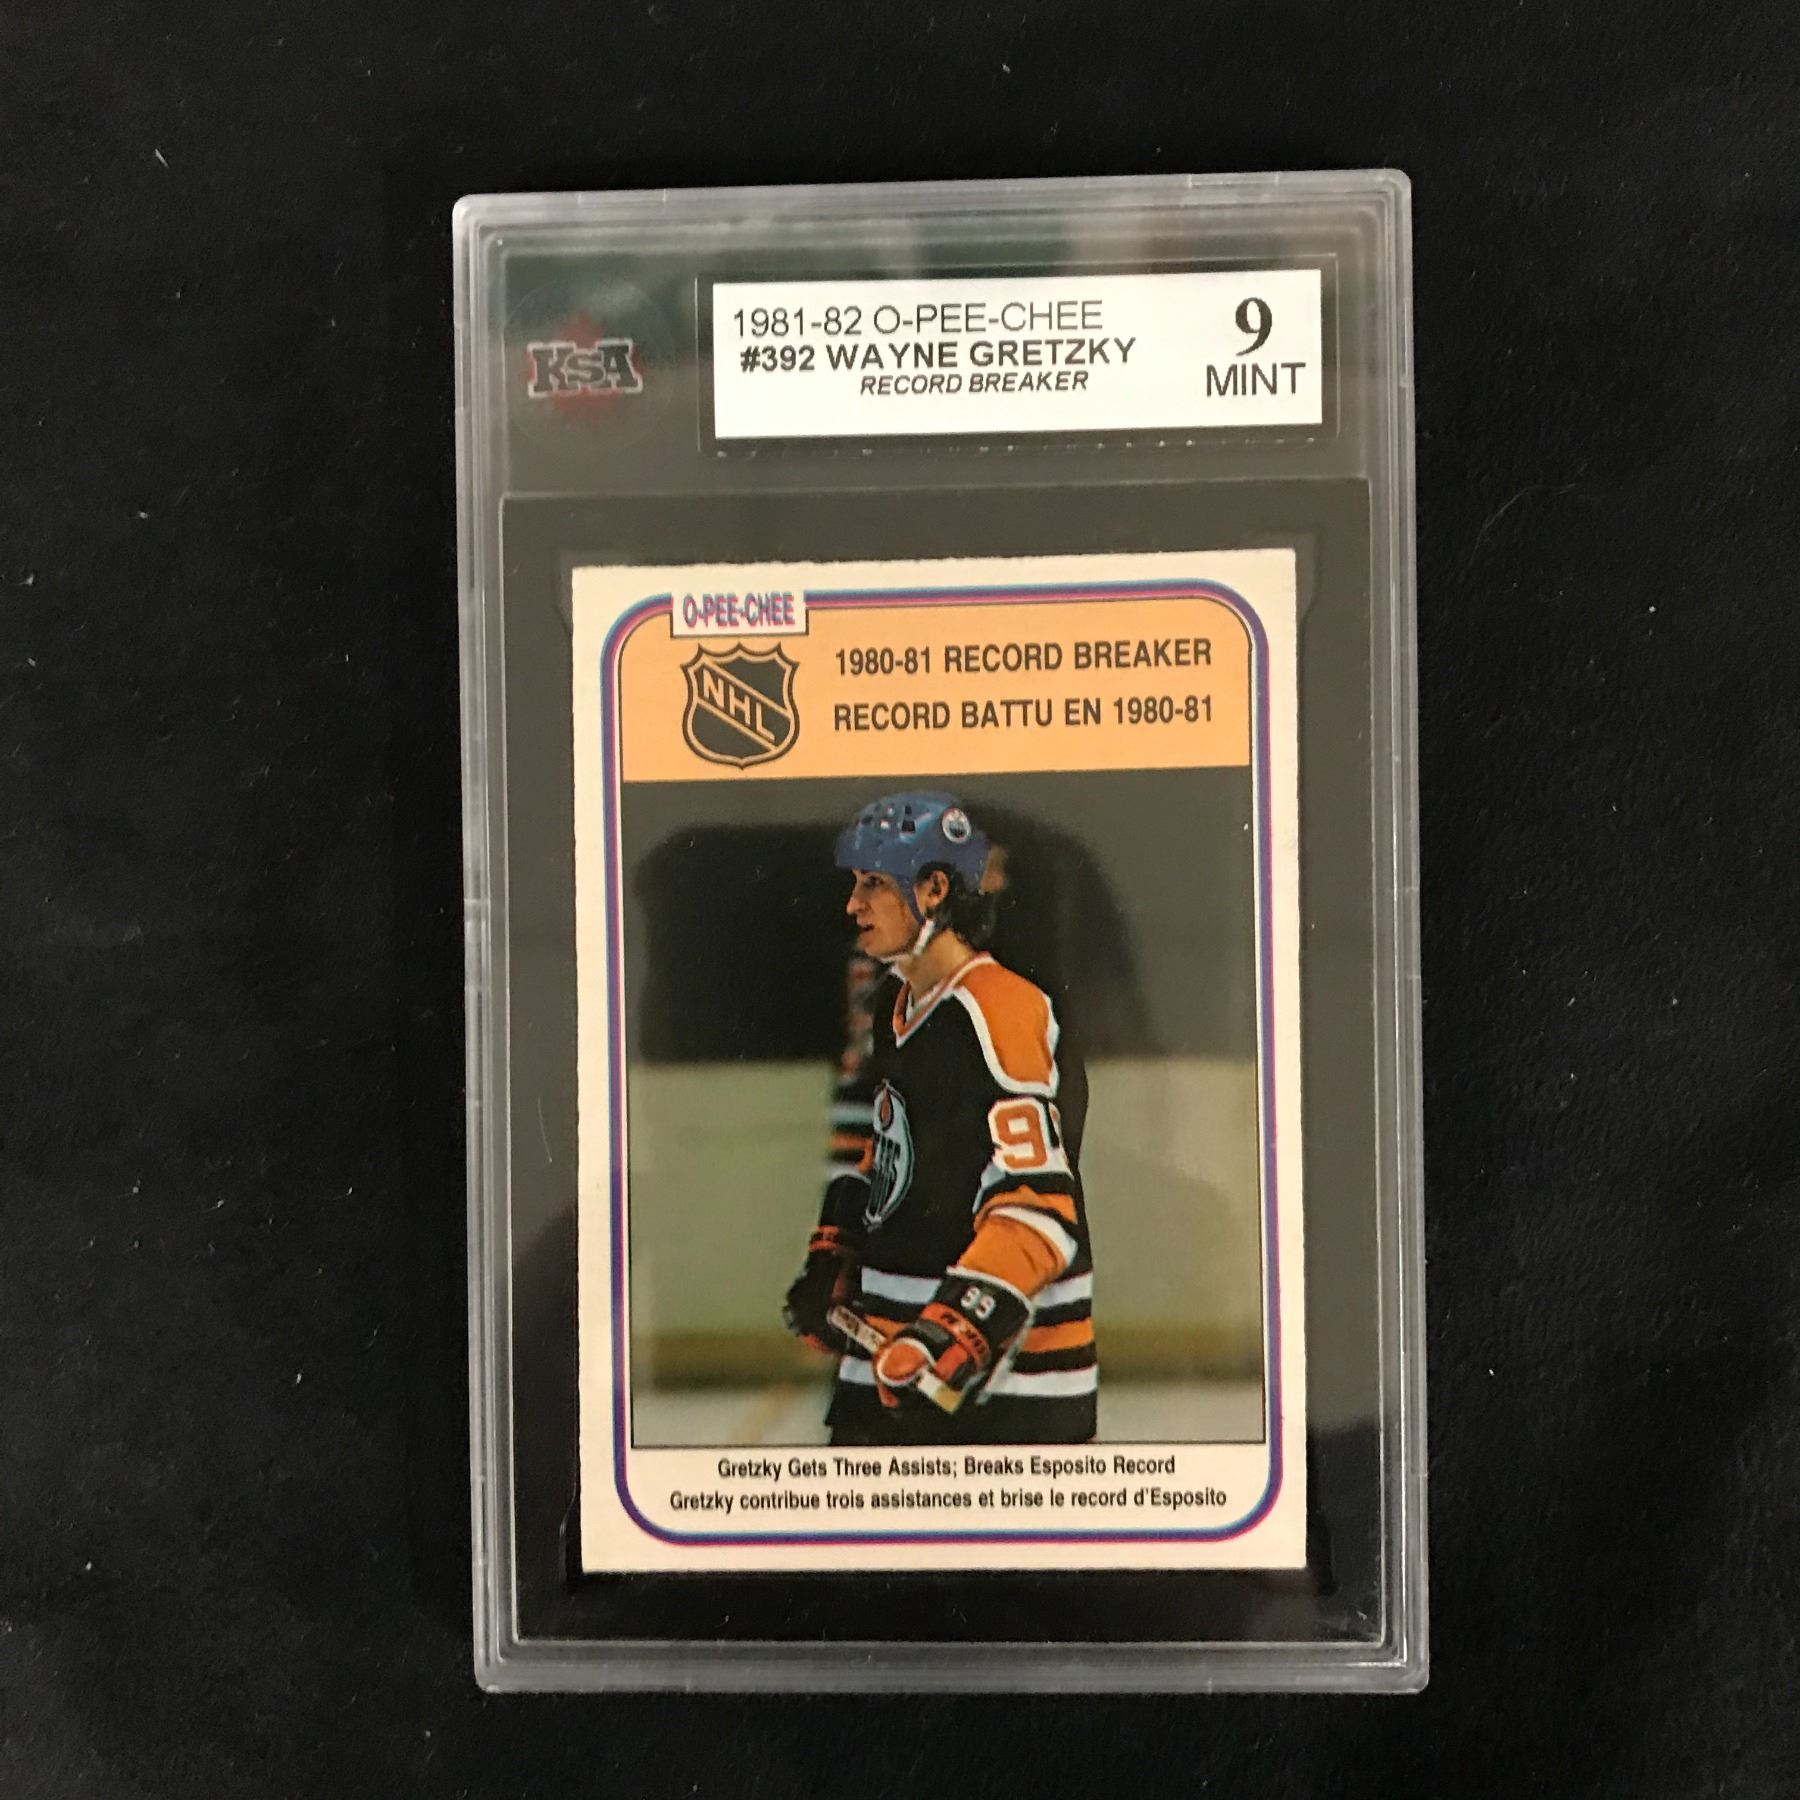 KSA
1981-82 O-PEE-CHEE
#392 WAYNE GRETZKY
RECORD BREAKER
9
MINT
O-PEE-CHEE
NHL
1980-81 RECORD BREAKER
RECORD BATTU EN 1980-81
9
99
Gretzky Gets Three Assists; Breaks Esposito Record
Gretzky contribue trois assistances et brise le record d'Esposito